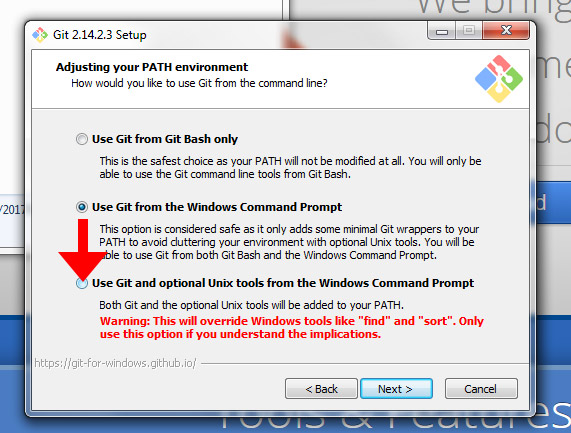 We bring
Git 2.14.2.3 Setup
Adjusting your PATH environment
How would you like to use Git from the command line?
Use Git from Git Bash only
This is the safest choice as your PATH will not be modified at all. You will only
be able to use the Git command line tools from Git Bash.
Use Git from the Windows Command Prompt
/2017
This option is considered safe as it only adds some minimal Git wrappers to your
PATH to avoid cluttering your environment with optional Unix tools. You will be
able to use Git from both Git Bash and the Windows Command Prompt.
Use Git and optional Unix tools from the Windows Command Prompt
Both Git and the optional Unix tools will be added to your PATH.
Warning: This will override Windows tools like "find" and "sort". Only
use this option if you understand the implications.
https://git-for-windows.github.io/
< Back
Next >
Cancel
Tools & Features